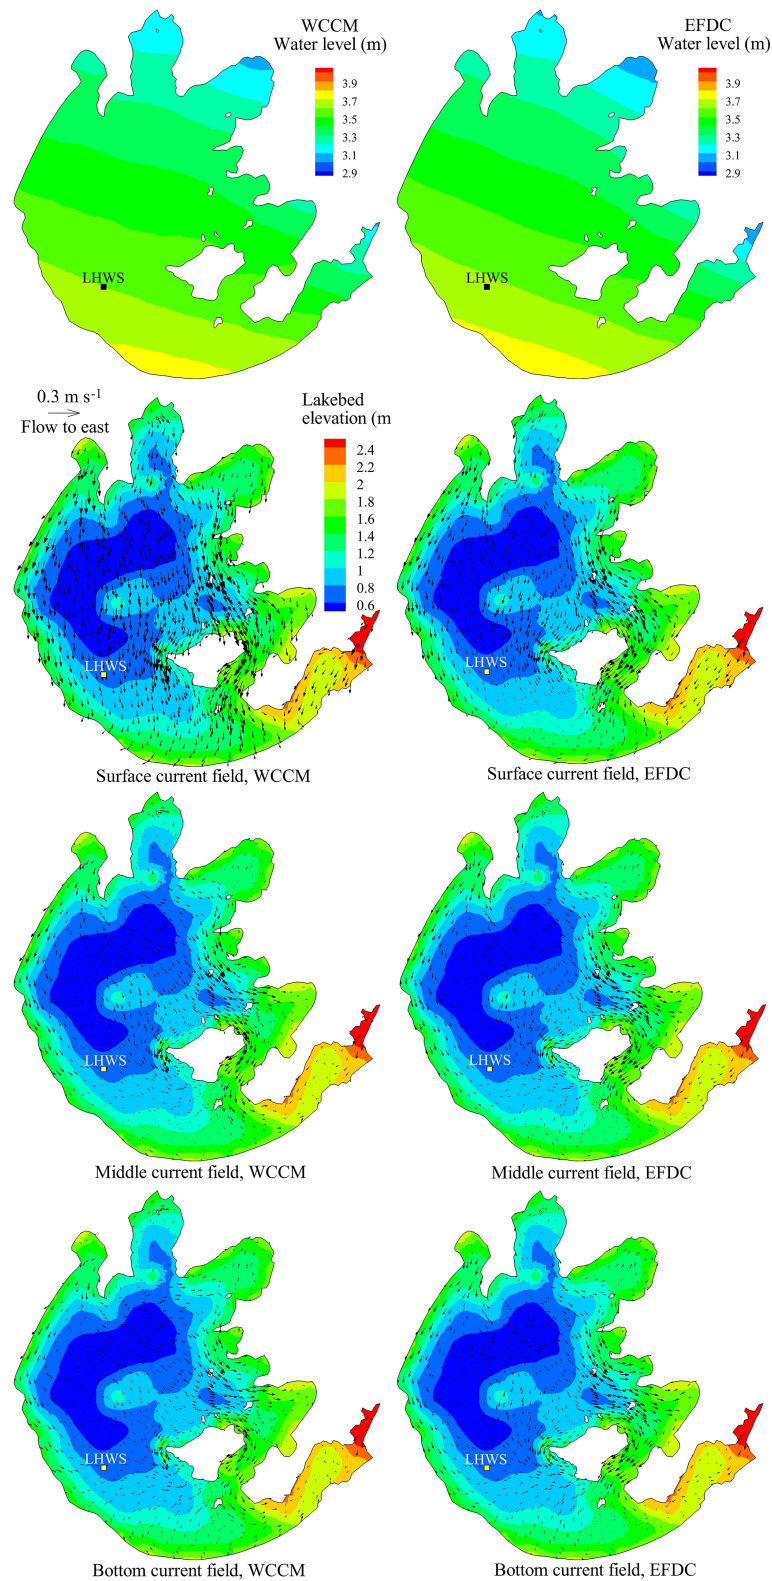 WCCM
Water level (m)
3.9
3.7
3.5
3.3
3.1
2.9
LHWS
EFDC
Water level (m)
3.9
3.7
3.5
3.3
3.1
2.9
LHWS
0.3 m s-1
Flow to east
Lakebed
elevation (m
2.4
2.2
2
1.8
1.6
1.4
1.2
1
0.8
0.6
LHWS
LHWS
Surface current field, WCCM
Surface current field, EFDC
LHWS
LHWS
Middle current field, WCCM
Middle current field, EFDC
LHWS
LHWS
Bottom current field, WCCM
Bottom current field, EFDC